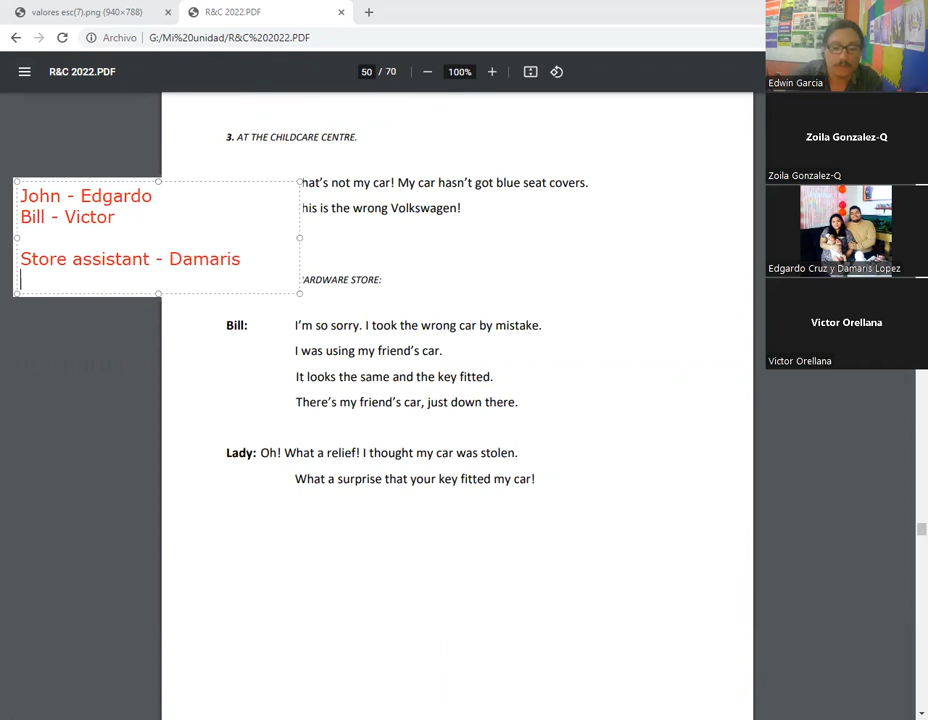 valores esc(7).png (940×788)
R&C 2022.PDF
Archivo
G:/Mi%20unidad/R&C%202022.PDF
R&C 2022.PDF
50 / 70
100%
3. AT THE CHILDCARE CENTRE.
hat's not my car! My car hasn't got blue seat covers.
his is the wrong Volkswagen!
John - Edgardo
Bill - Victor
Store assistant - Damaris
ARDWARE STORE:
Bill: I'm so sorry. I took the wrong car by mistake.
I was using my friend's car.
It looks the same and the key fitted.
There's my friend's car, just down there.
Lady: Oh! What a relief! I thought my car was stolen.
What a surprise that your key fitted my car!
Edwin Garcia
Zoila Gonzalez-Q
Zoila Gonzalez-Q
Edgardo Cruz y Damaris Lopez
Victor Orellana
Victor Orellana